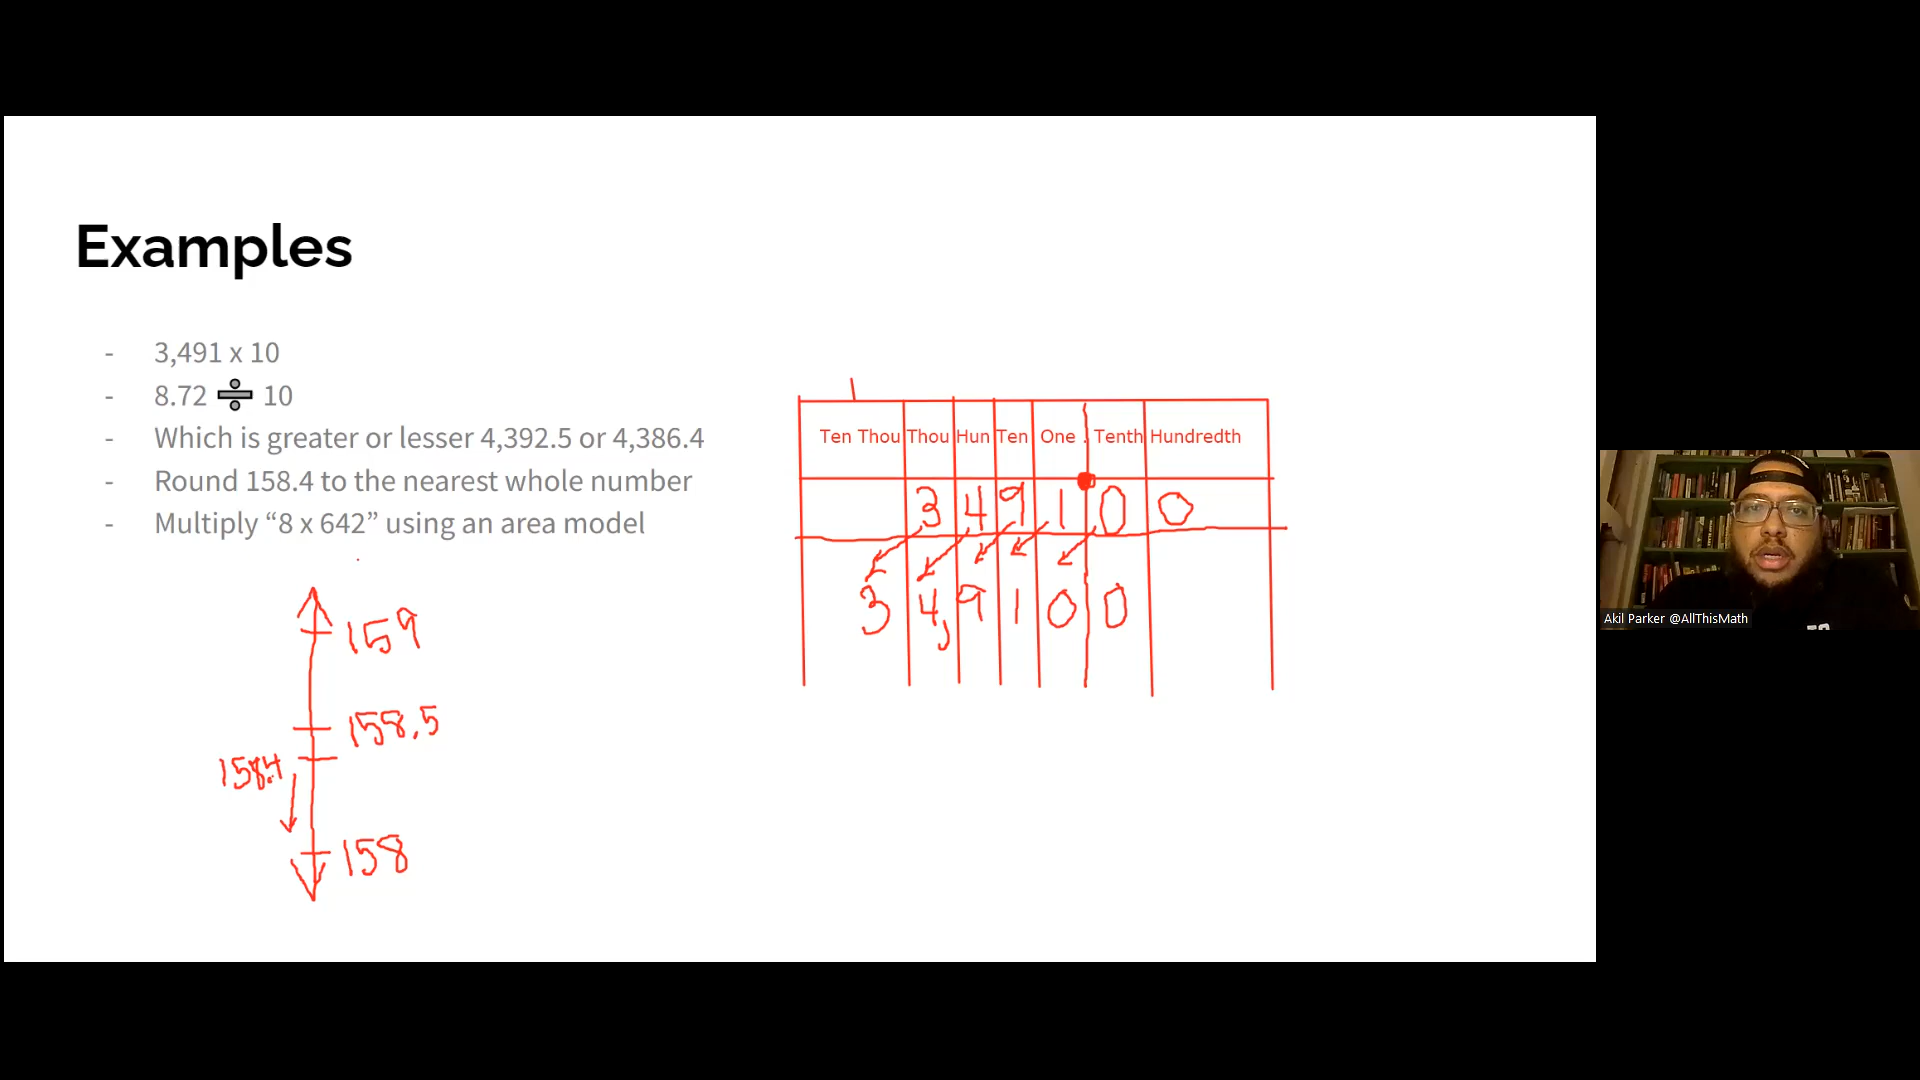 Examples
- 3,491 x 10
- 8.72 ➗ 10
- Which is greater or lesser 4,392.5 or 4,386.4
- Round 158.4 to the nearest whole number
- Multiply “8 x 642” using an area model
159
158.5
158.4
158
Ten Thou Thou Hun Ten One . Tenth Hundredth
3 4 9 1 . 0 0
3 4, 9 1 0 0
Akil Parker @AllThisMath